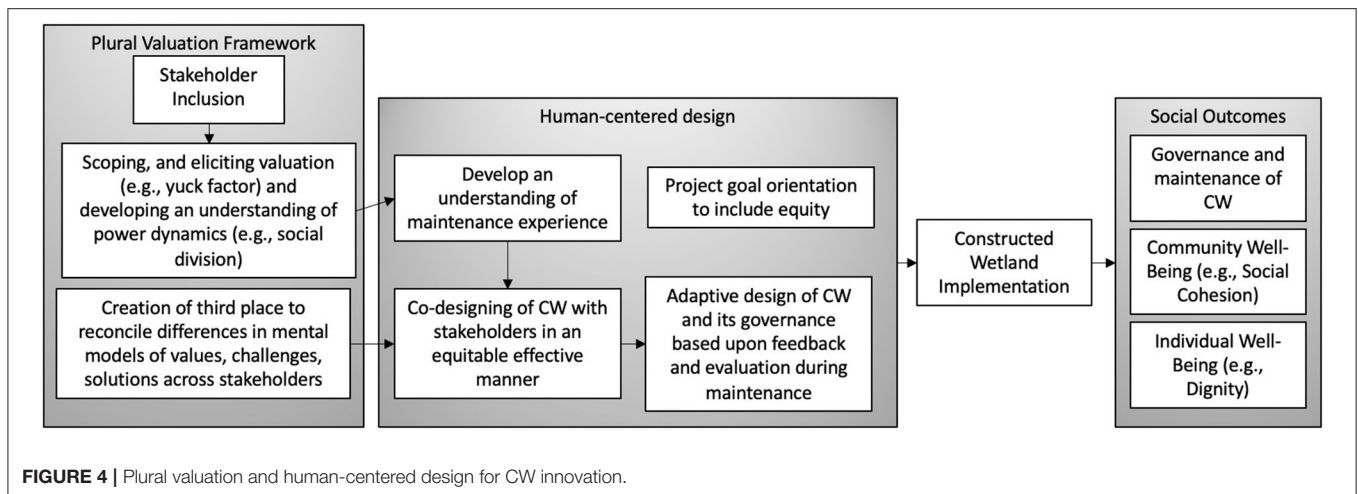 Plural Valuation Framework
Stakeholder
Inclusion
Scoping, and eliciting valuation
(e.g., yuck factor) and
developing an understanding of
power dynamics (e.g., social
division)
Creation of third place to
reconcile differences in mental
models of values, challenges,
solutions across stakeholders
Human-centered design
Develop an
understanding of
maintenance experience
Project goal orientation
to include equity
Co-designing of CW with
stakeholders in an
equitable effective
manner
Adaptive design of CW
and its governance
based upon feedback
and evaluation during
maintenance
Constructed
Wetland
Implementation
Social Outcomes
Governance and
maintenance of
CW
Community Well-
Being (e.g., Social
Cohesion)
Individual Well-
Being (e.g.,
Dignity)
FIGURE 4 | Plural valuation and human-centered design for CW innovation.